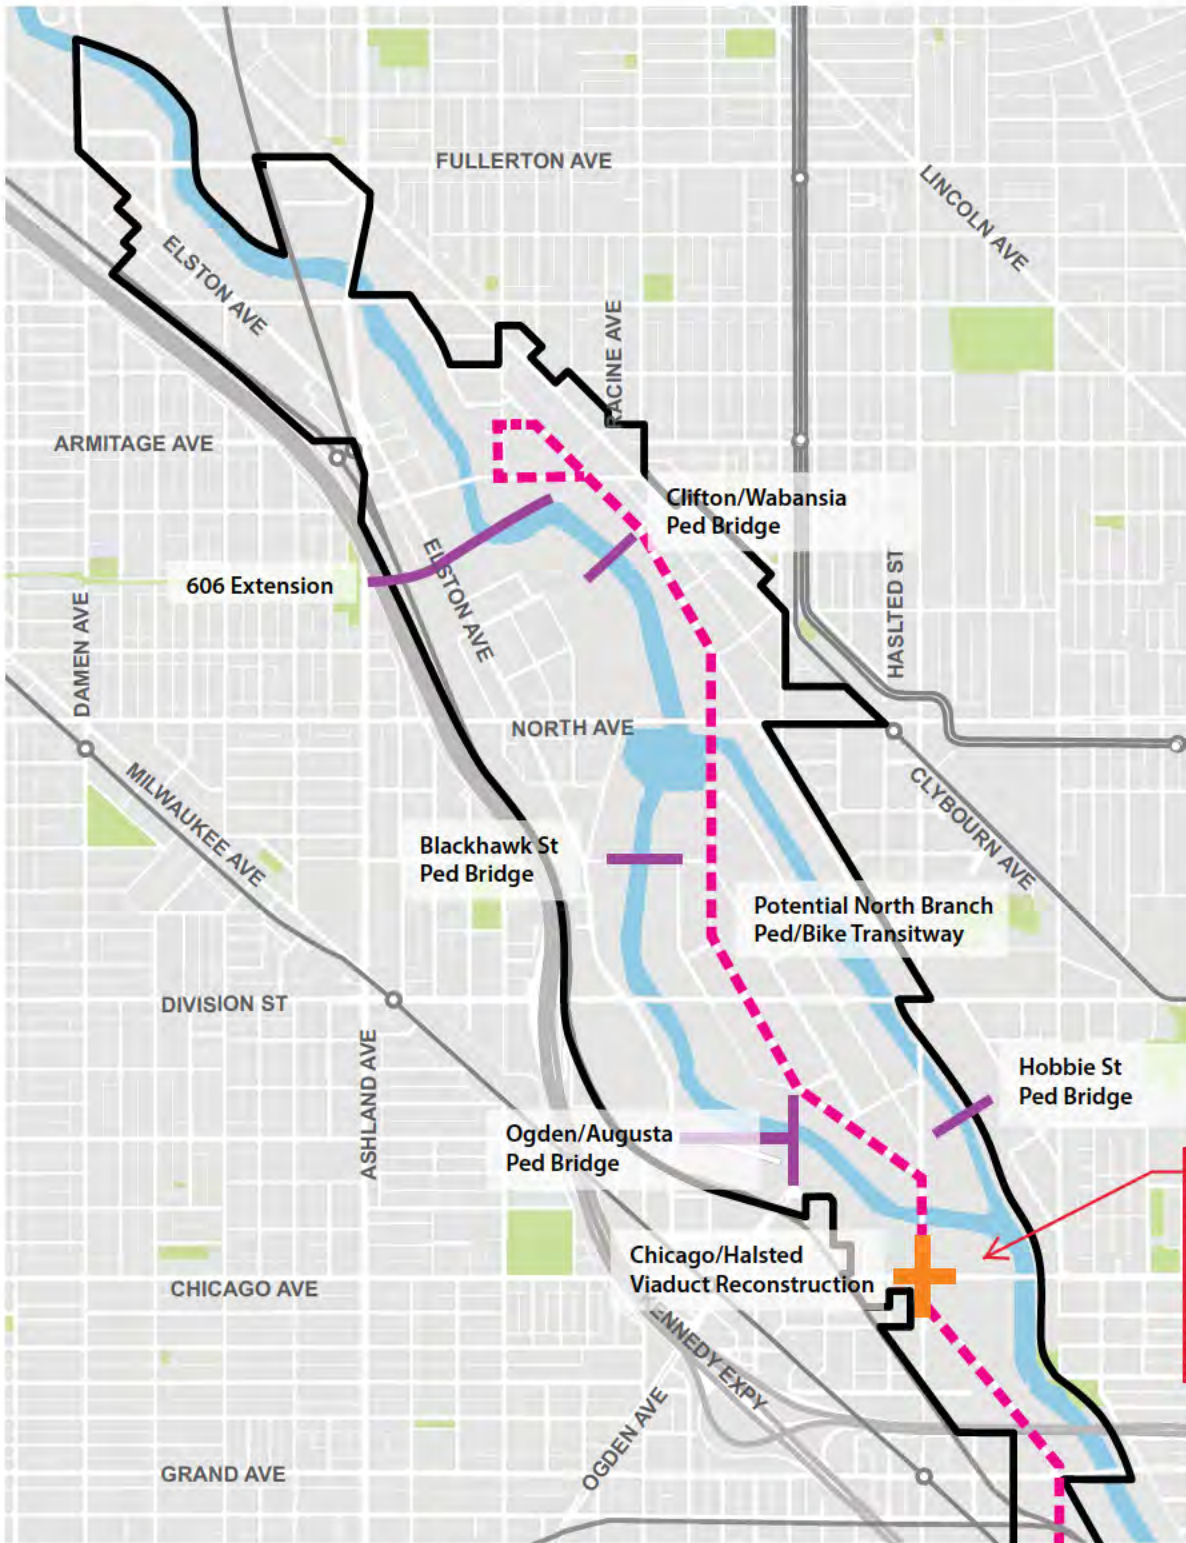 FULLERTON AVE
LINCOLN AVE
ELSTON AVE
RACINE AVE
ARMITAGE AVE
Clifton/Wabansia
Ped Bridge
ELSTON AVE
HASLTED ST
606 Extension
DAMEN AVE
NORTH AVE
MILWAUKEE AVE
CLYBOURN AVE
Blackhawk St
Ped Bridge
Potential North Branch
Ped/Bike Transitway
DIVISION ST
ASHLAND AVE
Hobbie St
Ped Bridge
Ogden/Augusta
Ped Bridge
Chicago/Halsted
Viaduct Reconstruction
CHICAGO AVE
KENNEDY EXPY
OGDEN AVE
GRAND AVE